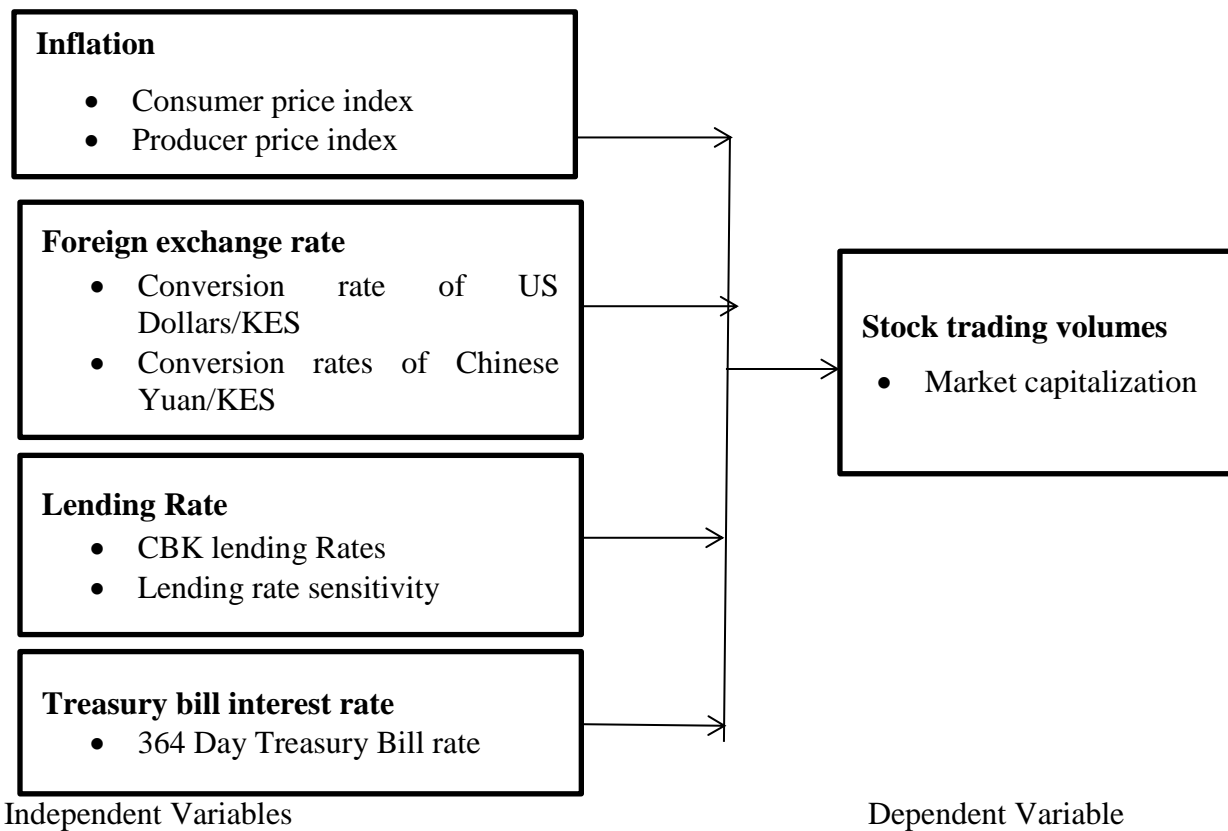 Inflation
• Consumer price index
• Producer price index
Foreign exchange rate
• Conversion rate of US
Dollars/KES
• Conversion rates of Chinese
Yuan/KES
Lending Rate
• CBK lending Rates
• Lending rate sensitivity
Treasury bill interest rate
• 364 Day Treasury Bill rate
Independent Variables
Stock trading volumes
• Market capitalization
Dependent Variable